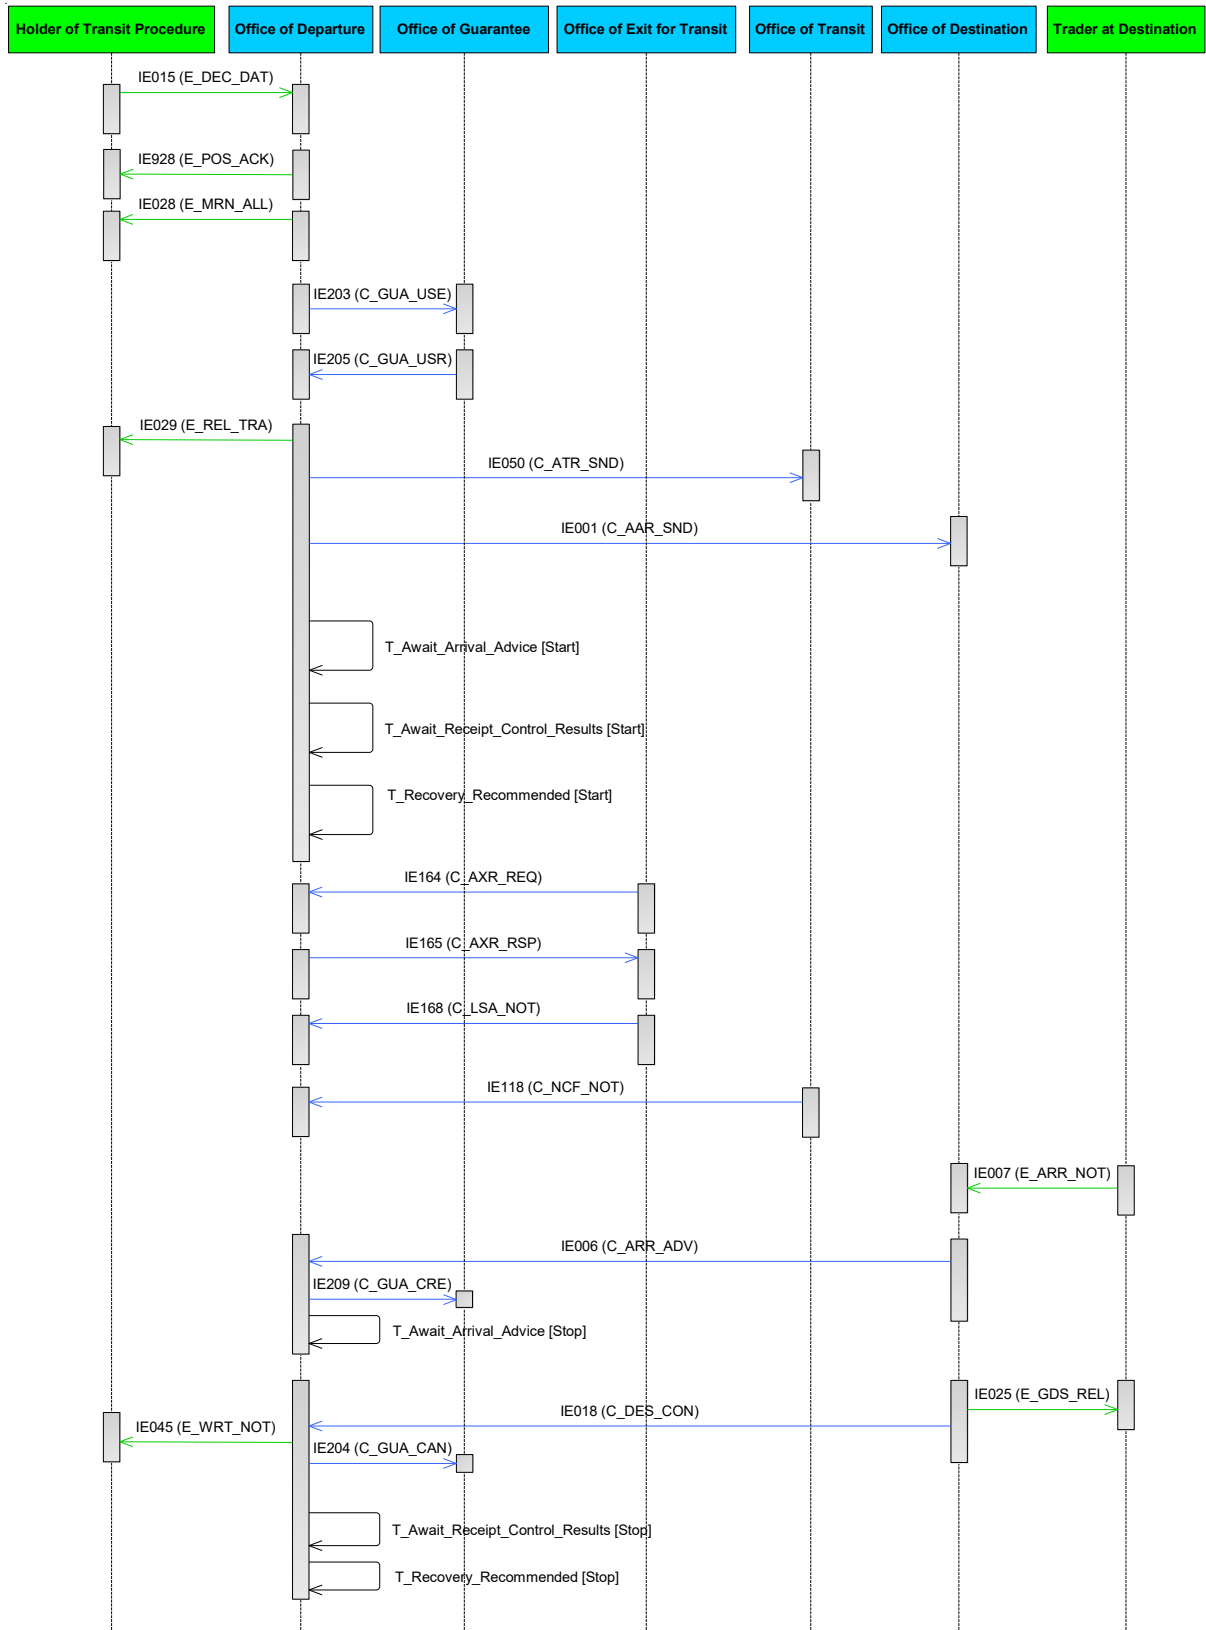 Holder of Transit Procedure
Office of Departure
Office of Guarantee
Office of Exit for Transit
Office of Transit
Office of Destination
Trader at Destination
IE015 (E_DEC_DAT)
IE928 (E_POS_ACK)
IE028 (E_MRN_ALL)
IE203 (C_GUA_USE)
IE205 (C_GUA_USR)
IE029 (E_REL_TRA)
IE050 (C_ATR_SND)
IE001 (C_AAR_SND)
T_Await_Arrival_Advice [Start]
T_Await_Receipt_Control_Results [Start]
T_Recovery_Recommended [Start]
IE164 (C_AXR_REQ)
IE165 (C_AXR_RSP)
IE168 (C_LSA_NOT)
IE118 (C_NCF_NOT)
IE007 (E_ARR_NOT)
IE006 (C_ARR_ADV)
IE209 (C_GUA_CRE)
T_Await_Arrival_Advice [Stop]
IE025 (E_GDS_REL)
IE018 (C_DES_CON)
IE045 (E_WRT_NOT)
IE204 (C_GUA_CAN)
T_Await_Receipt_Control_Results [Stop]
T_Recovery_Recommended [Stop]